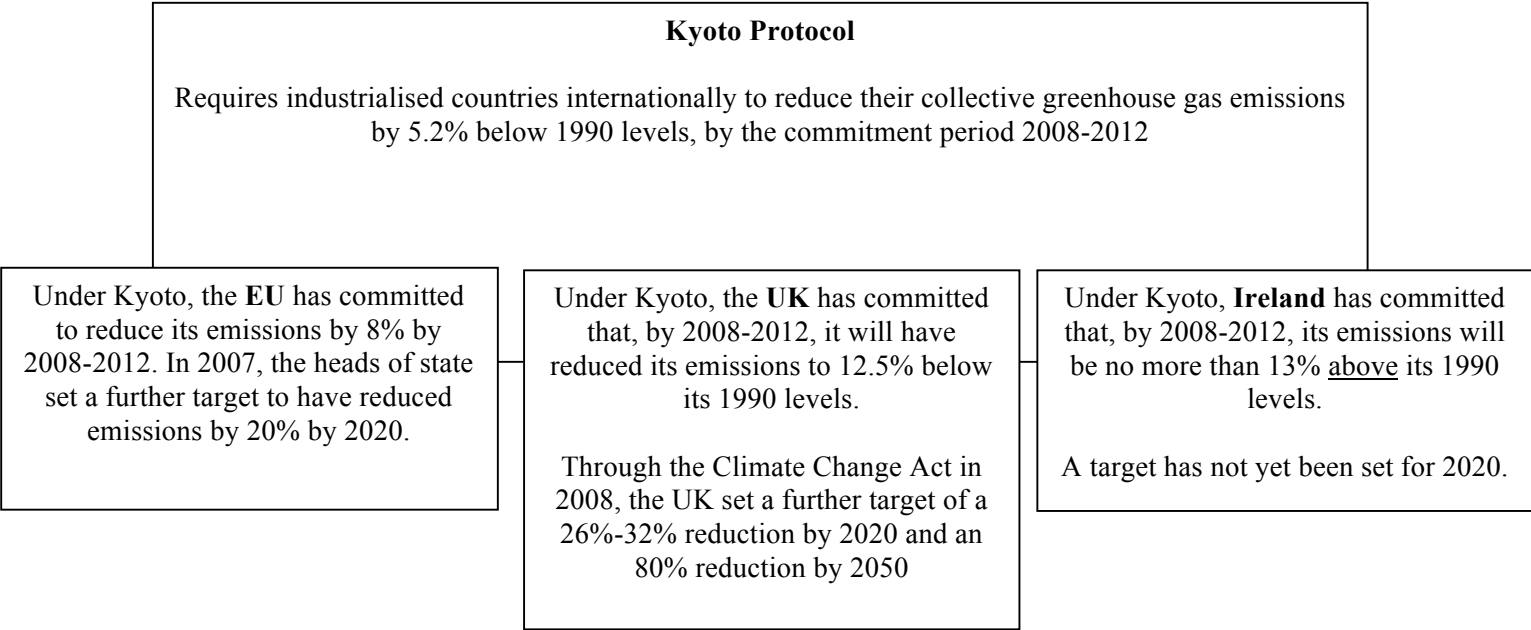 Kyoto Protocol
Requires industrialised countries internationally to reduce their collective greenhouse gas emissions
by 5.2% below 1990 levels, by the commitment period 2008-2012
Under Kyoto, the EU has committed
to reduce its emissions by 8% by
2008-2012. In 2007, the heads of state
set a further target to have reduced
emissions by 20% by 2020.
Under Kyoto, the UK has committed
that, by 2008-2012, it will have
reduced its emissions to 12.5% below
its 1990 levels.
Through the Climate Change Act in
2008, the UK set a further target of a
26%-32% reduction by 2020 and an
80% reduction by 2050
Under Kyoto, Ireland has committed
that, by 2008-2012, its emissions will
be no more than 13% above its 1990
levels.
A target has not yet been set for 2020.